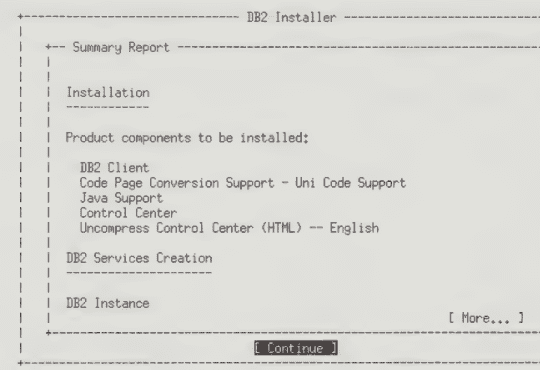 DB2 Installer
Summary Report
Installation
Product components to be installed:
DB2 Client
Code Page Conversion Support - Uni Code Support
Java Support
Control Center
Uncompress Control Center (HTML) -- English
DB2 Services Creation
DB2 Instance
[ More... ]
[ Continue ]